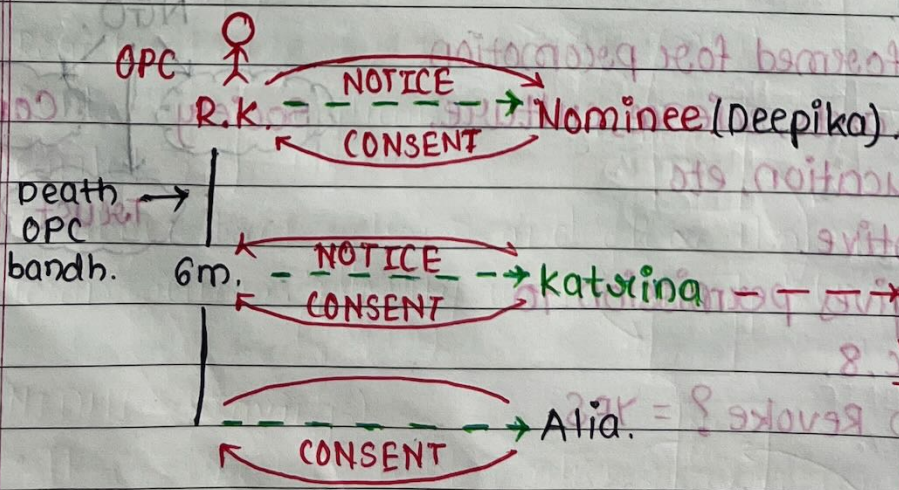 OPC
NOTICE
R.K. Nominee (Deepika).
CONSENT
Death
OPC
bandh.
NOTICE
6m. Katrina
CONSENT
Alia.
CONSENT